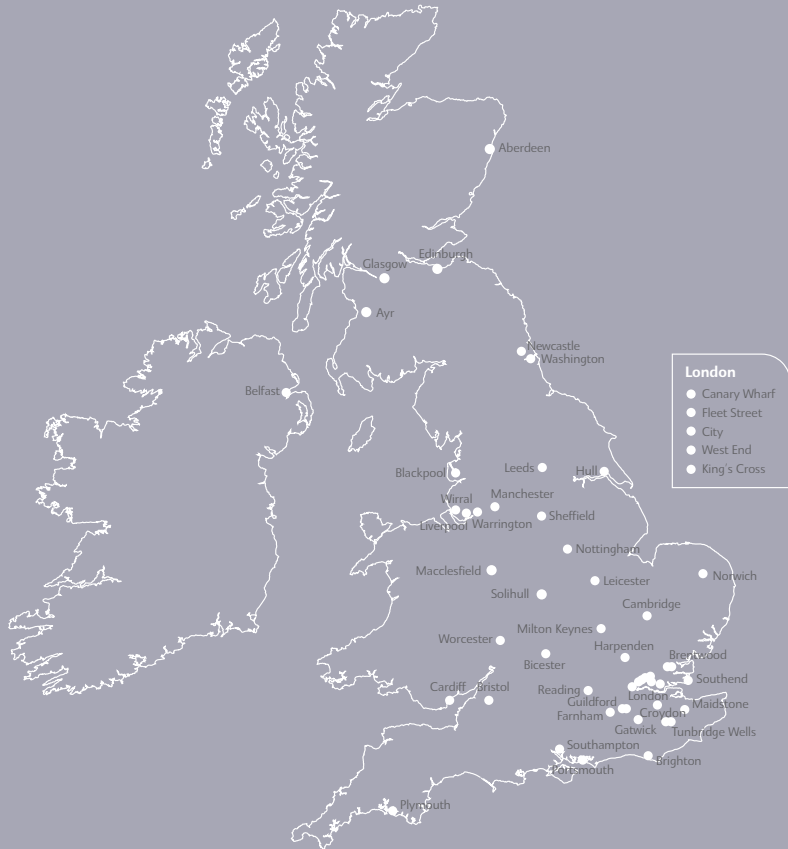 Aberdeen
Edinburgh
Glasgow
Ayr
Newcastle
Washington
London
Canary Wharf
Fleet Street
City
West End
King's Cross
Belfast
Blackpool
Leeds
Hull
Wirral
Manchester
Liverpool
Warrington
Sheffield
Nottingham
Macclesfield
Leicester
Norwich
Solihull
Cambridge
Milton Keynes
Worcester
Harpenden
Brentwood
Bicester
Southend
Cardiff
Bristol
Reading
London
Guildford
Maidstone
Farnham
Croydon
Gatwick
Tunbridge Wells
Southampton
Brighton
Portsmouth
Plymouth